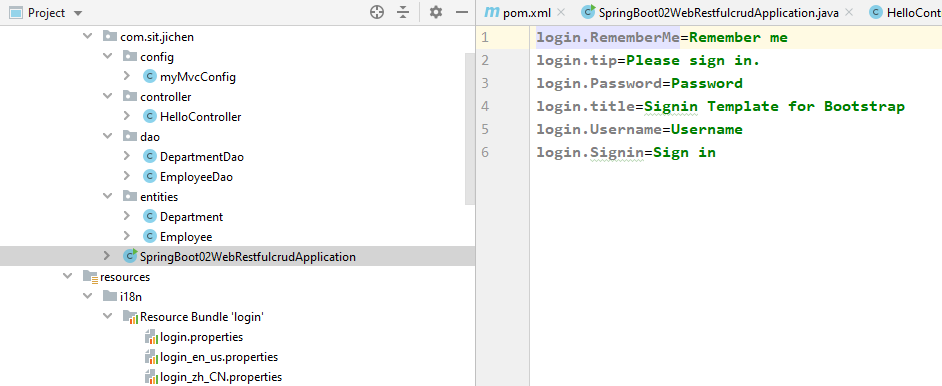 Project
com.sit.jichen
config
myMvcConfig
controller
HelloController
dao
DepartmentDao
EmployeeDao
entities
Department
Employee
SpringBoot02WebRestfulcrudApplication
resources
i18n
Resource Bundle 'login'
login.properties
login_en_us.properties
login_zh_CN.properties
pom.xml SpringBoot02WebRestfulcrudApplication.java HelloCont
1 login.RememberMe=Remember me
2 login.tip=Please sign in.
3 login.Password=Password
4 login.title=Signin Template for Bootstrap
5 login.Username=Username
6 login.Signin=Sign in